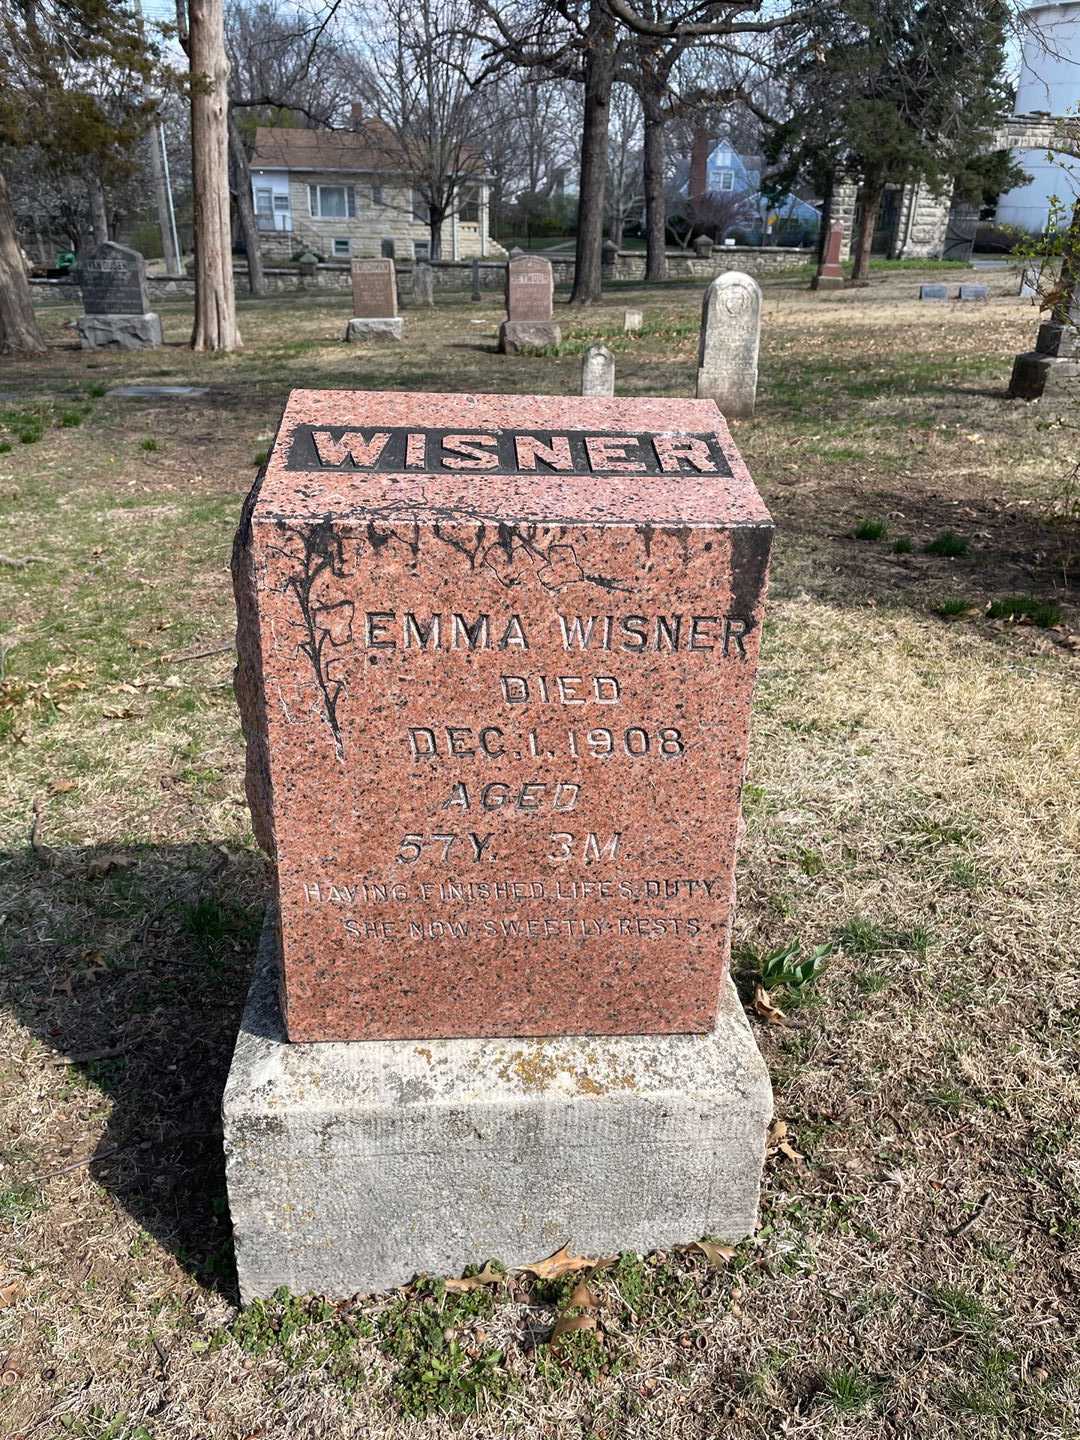 WISNER
EMMA WISNER
DIED
DEC. 1. 1908
AGED
57Y. 3M.
HAVING FINISHED LIFES DUTY
SHE NOW SWEETLY RESTS.